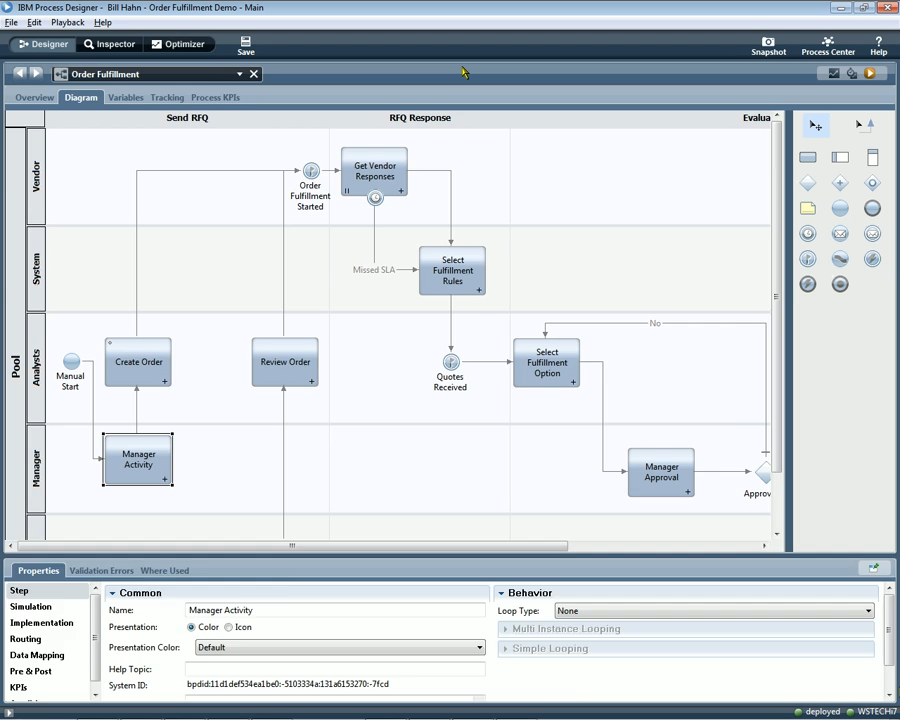 IBM Process Designer - Bill Hahn - Order Fulfillment Demo - Main
File Edit Playback Help
Designer Inspector Optimizer Save Snapshot Process Center Help
Order Fulfillment
Overview Diagram Variables Tracking Process KPIs
Send RFQ RFQ Response Evalua
Pool
Vendor
System
Analysts
Manager
Order
Fulfillment
Started
Get Vendor
Responses
Missed SLA
Select
Fulfillment
Rules
No
Manual
Start
Create Order
Review Order
Quotes
Received
Select
Fulfillment
Option
Manager
Activity
Manager
Approval
Approv
Properties Validation Errors Where Used
Step
Simulation
Implementation
Routing
Data Mapping
Pre & Post
KPIs
Common
Name: Manager Activity
Presentation: Color Icon
Presentation Color: Default
Help Topic:
System ID: bpdid:11d1def534ea1be0:-5103334a:131a6153270:-7fcd
Behavior
Loop Type: None
Multi Instance Looping
Simple Looping
deployed WSTECHi7